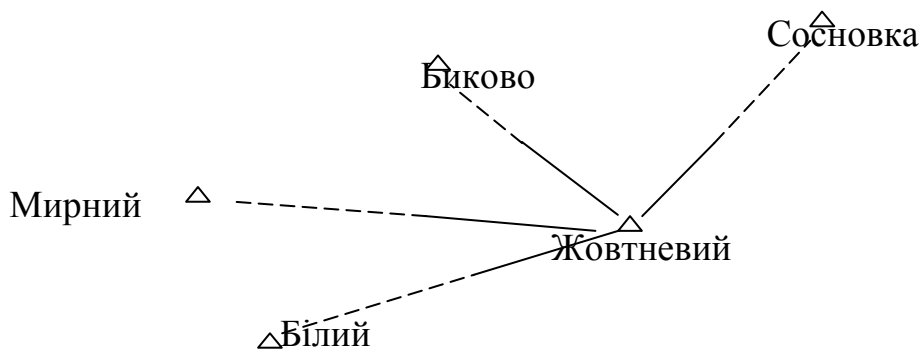 Сосновка
Биково
Мирний
Жовтневий
Білий